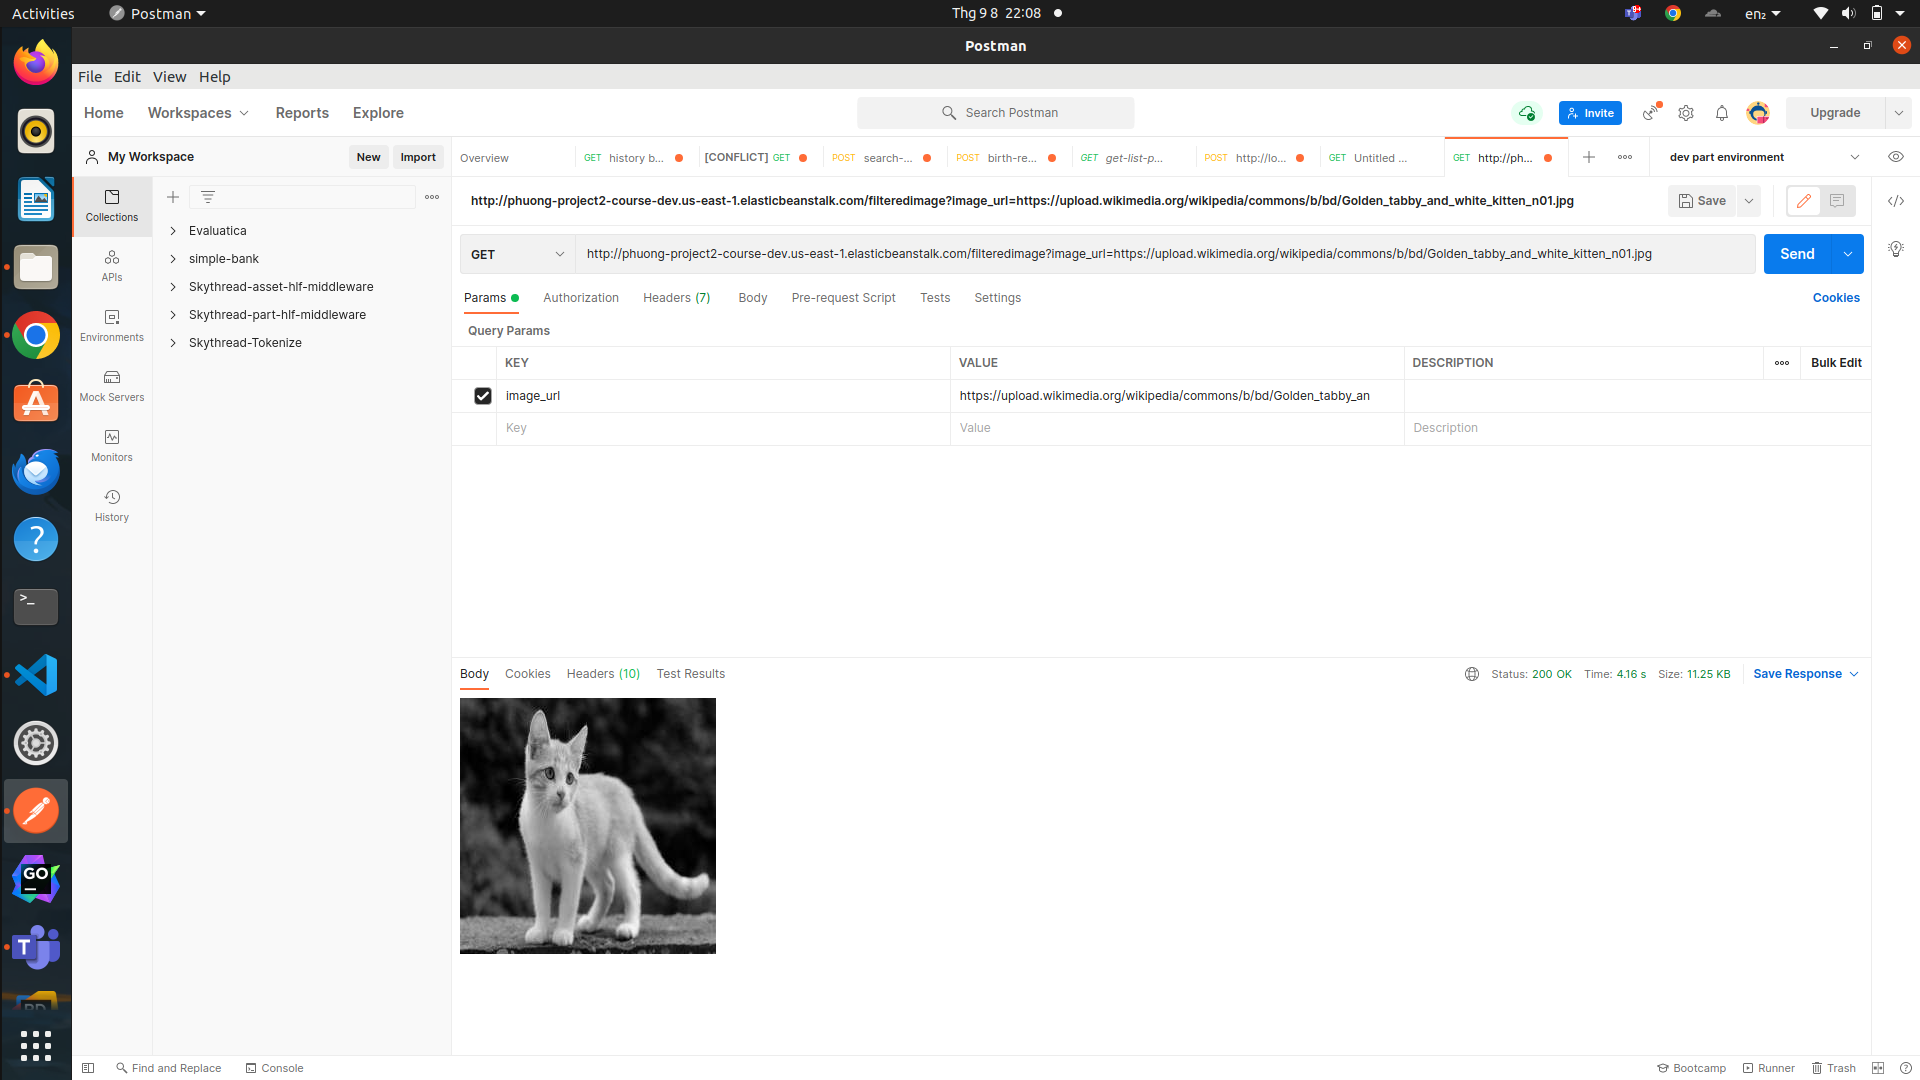 Activities
Postman
Thg 9 8 22:08
en₂
Postman
File Edit View Help
Home Workspaces Reports Explore
Search Postman
Invite
Upgrade
My Workspace
New
Import
Overview
GET history b...
[CONFLICT] GET
POST search-...
POST birth-re...
GET get-list-p...
POST http://lo...
GET Untitled ...
GET http://ph...
dev part environment
Collections
APIs
Environments
Mock Servers
Monitors
History
Evaluatica
simple-bank
Skythread-asset-hlf-middleware
Skythread-part-hlf-middleware
Skythread-Tokenize
http://phuong-project2-course-dev.us-east-1.elasticbeanstalk.com/filteredimage?image_url=https://upload.wikimedia.org/wikipedia/commons/b/bd/Golden_tabby_and_white_kitten_n01.jpg
Save
GET
http://phuong-project2-course-dev.us-east-1.elasticbeanstalk.com/filteredimage?image_url=https://upload.wikimedia.org/wikipedia/commons/b/bd/Golden_tabby_and_white_kitten_n01.jpg
Send
Params Authorization Headers (7) Body Pre-request Script Tests Settings
Cookies
Query Params
KEY VALUE DESCRIPTION
Bulk Edit
image_url https://upload.wikimedia.org/wikipedia/commons/b/bd/Golden_tabby_an
Key Value Description
Body Cookies Headers (10) Test Results
Status: 200 OK Time: 4.16 s Size: 11.25 KB
Save Response
GO
T
Find and Replace
Console
Bootcamp
Runner
Trash